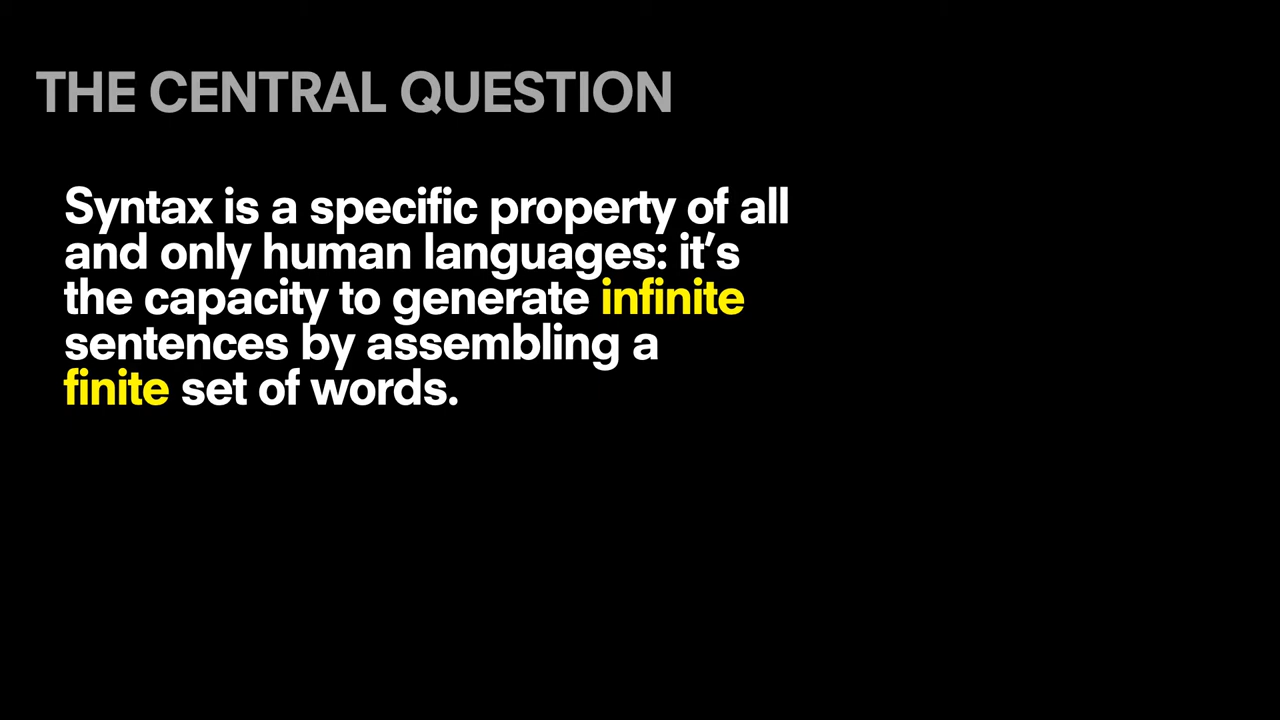 THE CENTRAL QUESTION
Syntax is a specific property of all
and only human languages: it’s
the capacity to generate infinite
sentences by assembling a
finite set of words.